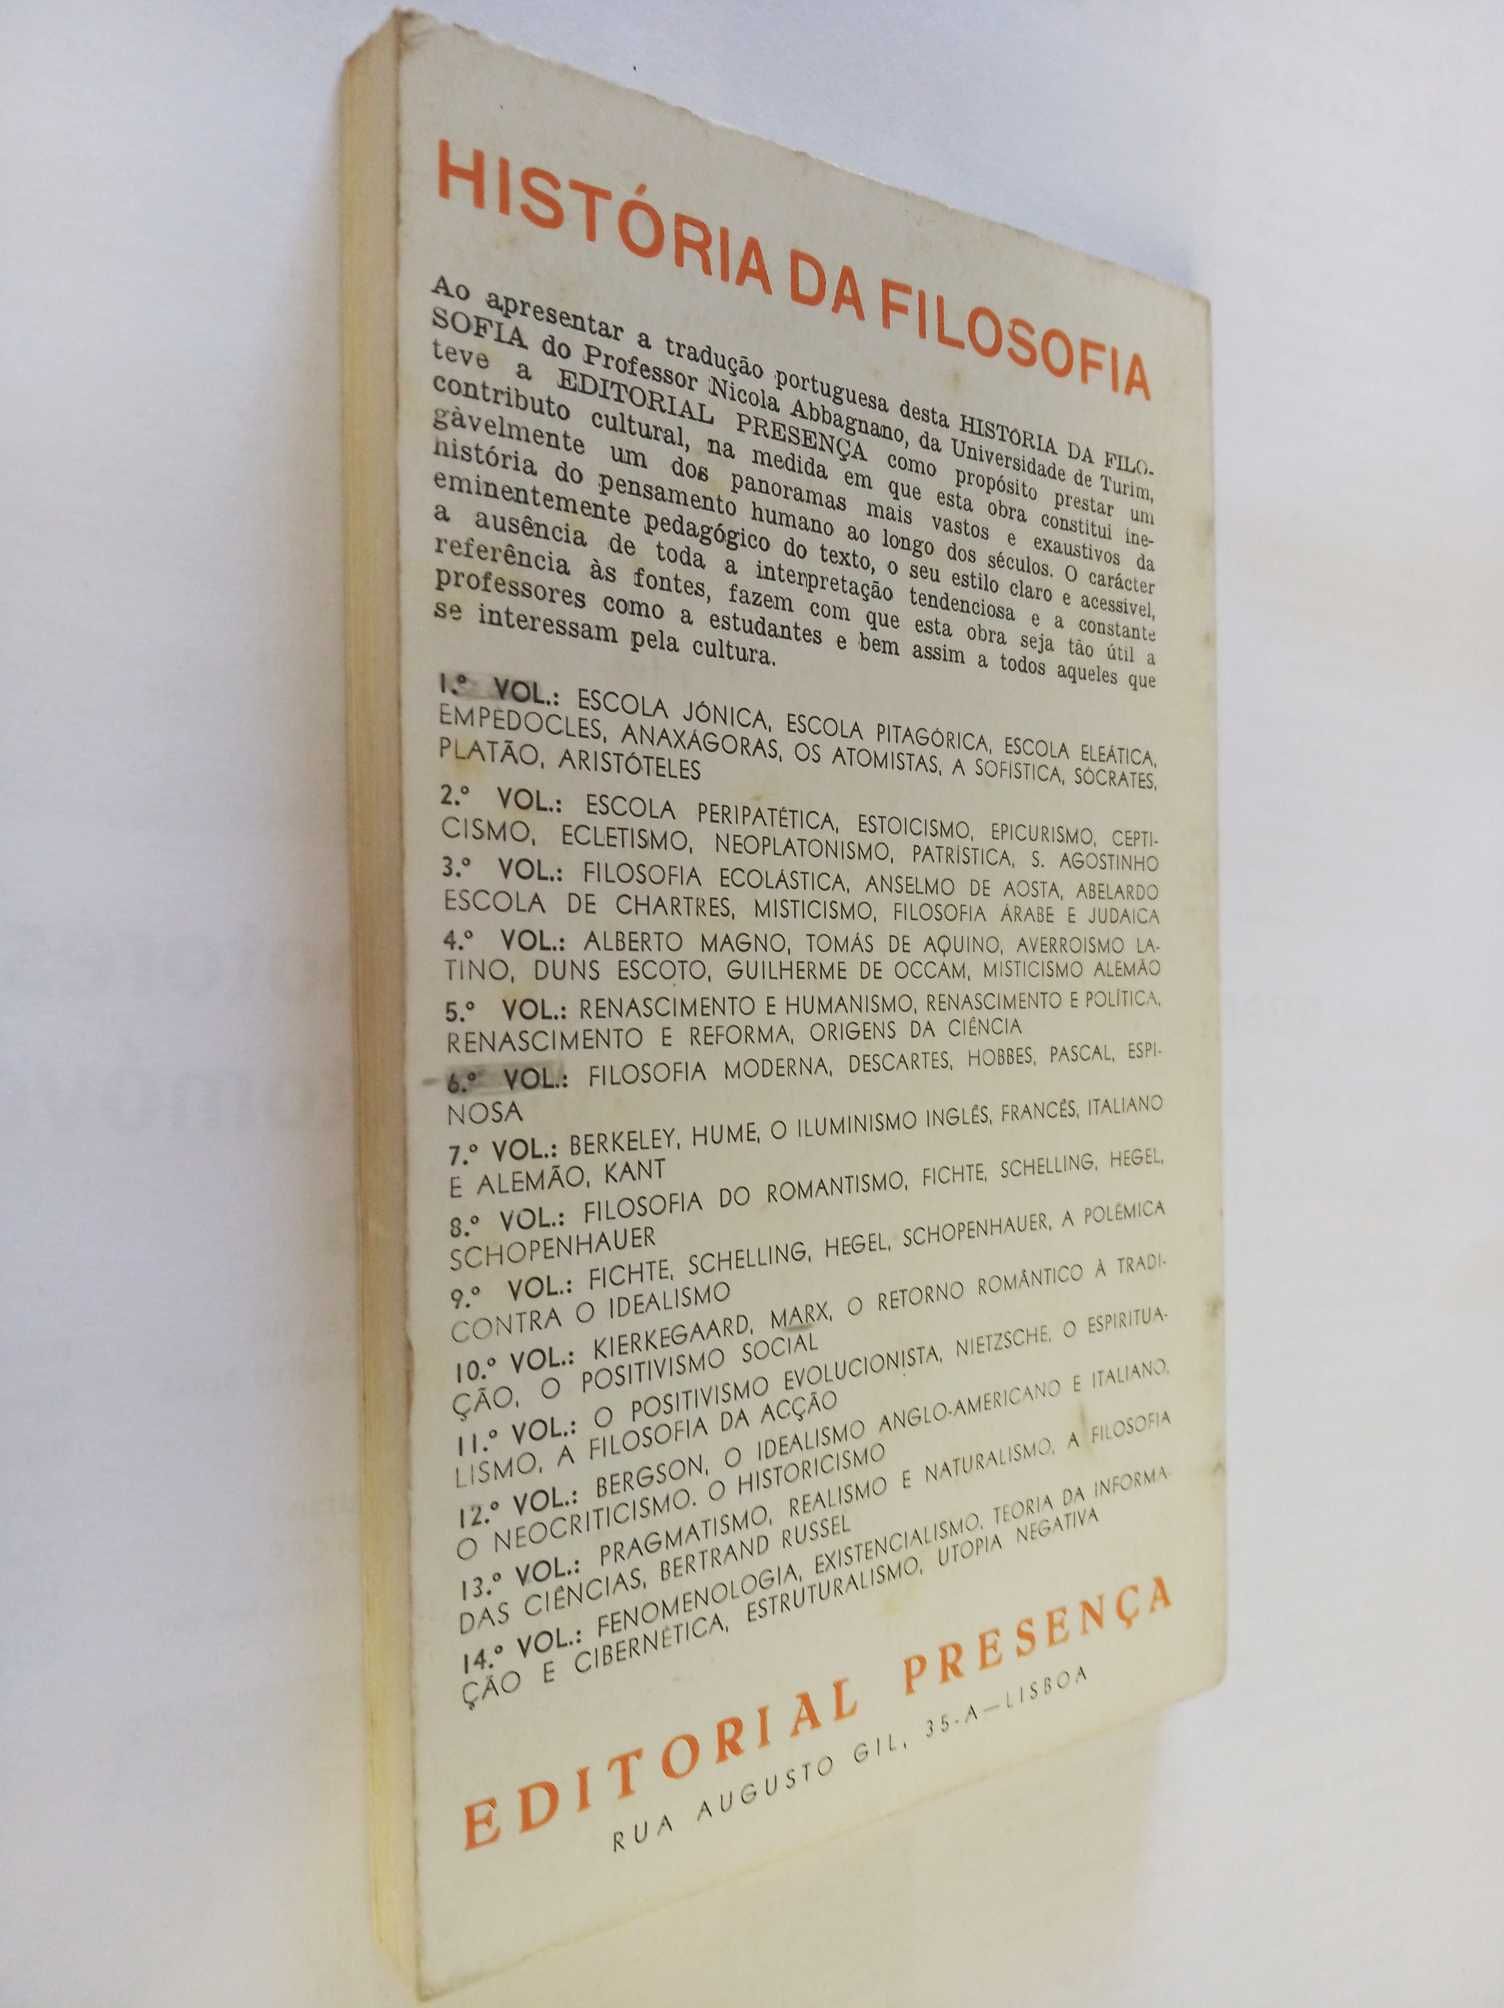 HISTÓRIA DA FILOSOFIA
Ao apresentar a tradução portuguesa desta HISTÓRIA DA FILO-
SOFIA do Professor Nicola Abbagnano, da Universidade de Turim,
teve a EDITORIAL PRESENÇA como propósito prestar um
contributo cultural, na medida em que esta obra constitui ine-
gàvelmente um dos panoramas mais vastos e exaustivos da
história do pensamento humano ao longo dos séculos. O carácter
eminentemente pedagógico do texto, o seu estilo claro e acessível,
a ausência de toda a interpretação tendenciosa e a constante
referência às fontes, fazem com que esta obra seja tão útil a
professores como a estudantes e bem assim a todos aqueles que
se interessam pela cultura.
1.º VOL.: ESCOLA JÓNICA, ESCOLA PITAGÓRICA, ESCOLA ELEÁTICA,
EMPÉDOCLES, ANAXÁGORAS, OS ATOMISTAS, A SOFÍSTICA, SÓCRATES,
PLATÃO, ARISTÓTELES
2.º VOL.: ESCOLA PERIPATÉTICA, ESTOICISMO, EPICURISMO, CEPTI-
CISMO, ECLETISMO, NEOPLATONISMO, PATRÍSTICA, S. AGOSTINHO
3.º VOL.: FILOSOFIA ECOLÁSTICA, ANSELMO DE AOSTA, ABELARDO
ESCOLA DE CHARTRES, MISTICISMO, FILOSOFIA ÁRABE E JUDAICA
4.º VOL.: ALBERTO MAGNO, TOMÁS DE AQUINO, AVERROISMO LA-
TINO, DUNS ESCOTO, GUILHERME DE OCCAM, MISTICISMO ALEMÃO
5.º VOL.: RENASCIMENTO E HUMANISMO, RENASCIMENTO E POLÍTICA,
RENASCIMENTO E REFORMA, ORIGENS DA CIÊNCIA
6.º VOL.: FILOSOFIA MODERNA, DESCARTES, HOBBES, PASCAL, ESPI-
NOSA
7.º VOL.: BERKELEY, HUME, O ILUMINISMO INGLÊS, FRANCÊS, ITALIANO
E ALEMÃO, KANT
8.º VOL.: FILOSOFIA DO ROMANTISMO, FICHTE, SCHELLING, HEGEL,
SCHOPENHAUER
9.º VOL.: FICHTE, SCHELLING, HEGEL, SCHOPENHAUER, A POLÊMICA
CONTRA O IDEALISMO
10.º VOL.: KIERKEGAARD, MARX, O RETORNO ROMÂNTICO À TRADI-
ÇÃO, O POSITIVISMO SOCIAL
11.º VOL.: O POSITIVISMO EVOLUCIONISTA, NIETZSCHE, O ESPIRITUA-
LISMO, A FILOSOFIA DA ACÇÃO
12.º VOL.: BERGSON, O IDEALISMO ANGLO-AMERICANO E ITALIANO,
O NEOCRITICISMO. O HISTORICISMO
13.º VOL.: PRAGMATISMO, REALISMO E NATURALISMO, A FILOSOFIA
DAS CIÊNCIAS, BERTRAND RUSSEL
14.º VOL.: FENOMENOLOGIA, EXISTENCIALISMO, TEORIA DA INFORMA-
ÇÃO E CIBERNÉTICA, ESTRUTURALISMO, UTOPIA NEGATIVA
EDITORIAL PRESENÇA
RUA AUGUSTO GIL, 35-A—LISBOA